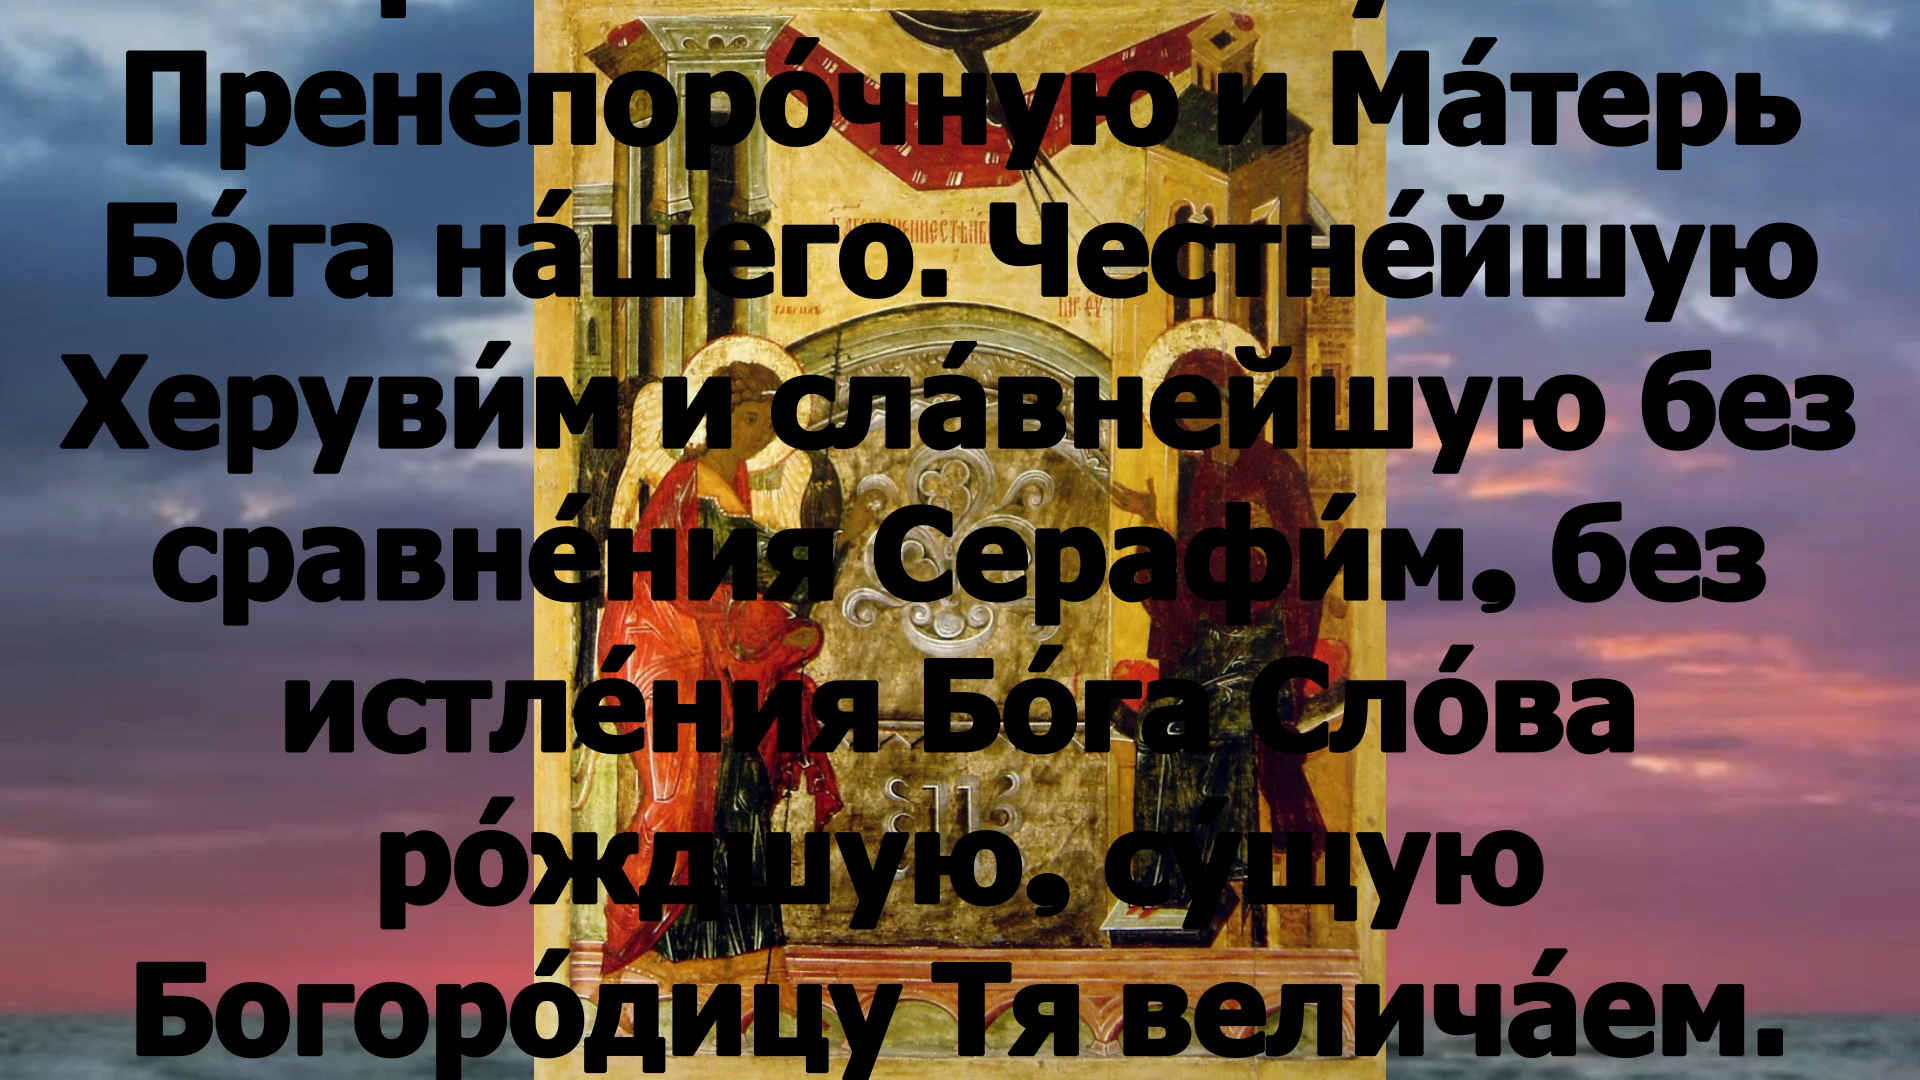 Пренепоро́чную и Ма́терь
Бо́га на́шего. Честне́йшую
Херуви́м и сла́внейшую без
сравне́ния Серафи́м, без
истле́ния Бо́га Сло́ва
ро́ждшую, су́щую
Богоро́дицу Тя велича́ем.